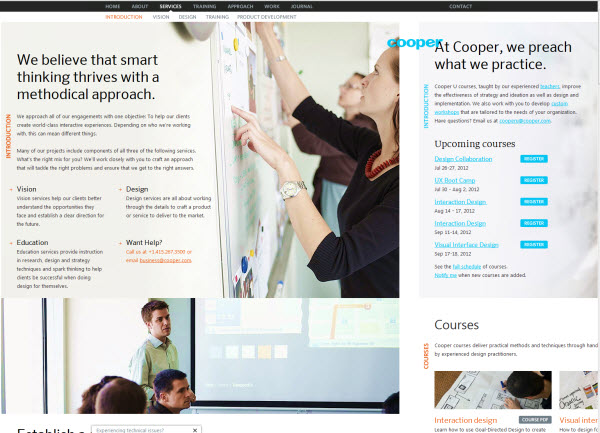 HOME ABOUT SERVICES TRAINING APPROACH WORK JOURNAL CONTACT
INTRODUCTION VISION DESIGN TRAINING PRODUCT DEVELOPMENT
INTRODUCTION
We believe that smart
thinking thrives with a
methodical approach.
We approach all of our engagements with one objective: To help our clients
create world-class interactive experiences. Depending on who we're working
with, this can mean different things.
Many of our projects include components of all three of the following services.
What's the right mix for you? We'll work closely with you to craft an approach
that will tackle the right problems and ensure that we get to the right answers.
+ Vision
Vision services help our clients better
understand the opportunities they
face and establish a clear direction for
the future.
+ Design
Design services are all about working
through the details to craft a product
or service to deliver to the market.
+ Education
Education services provide instruction
in research, design and strategy
techniques and spark thinking to help
clients be successful when doing
design for themselves.
+ Want Help?
Call us at +1.415.267.3500 or
email business@cooper.com.
cooper
INTRODUCTION
At Cooper, we preach
what we practice.
Cooper U courses, taught by our experienced teachers, improve
the effectiveness of strategy and ideation as well as design and
implementation. We also work with you to develop custom
workshops that are tailored to the needs of your organization.
Have questions? Email us at cooperu@cooper.com.
Upcoming courses
Design Collaboration REGISTER
Jul 26-27, 2012
UX Boot Camp REGISTER
Jul 30 - Aug 2, 2012
Interaction Design REGISTER
Aug 14 - 17, 2012
Interaction Design REGISTER
Sep 11-14, 2012
Visual Interface Design REGISTER
Sep 17-18, 2012
See the full schedule of courses.
Notify me when new courses are added.
COURSES
Courses
Cooper courses deliver practical methods and techniques through hand
by experienced design practitioners.
Interaction design COURSE PDF
Learn how to use Goal-Directed Design to create
Visual inter
How to design fo
Experiencing technical issues? ×